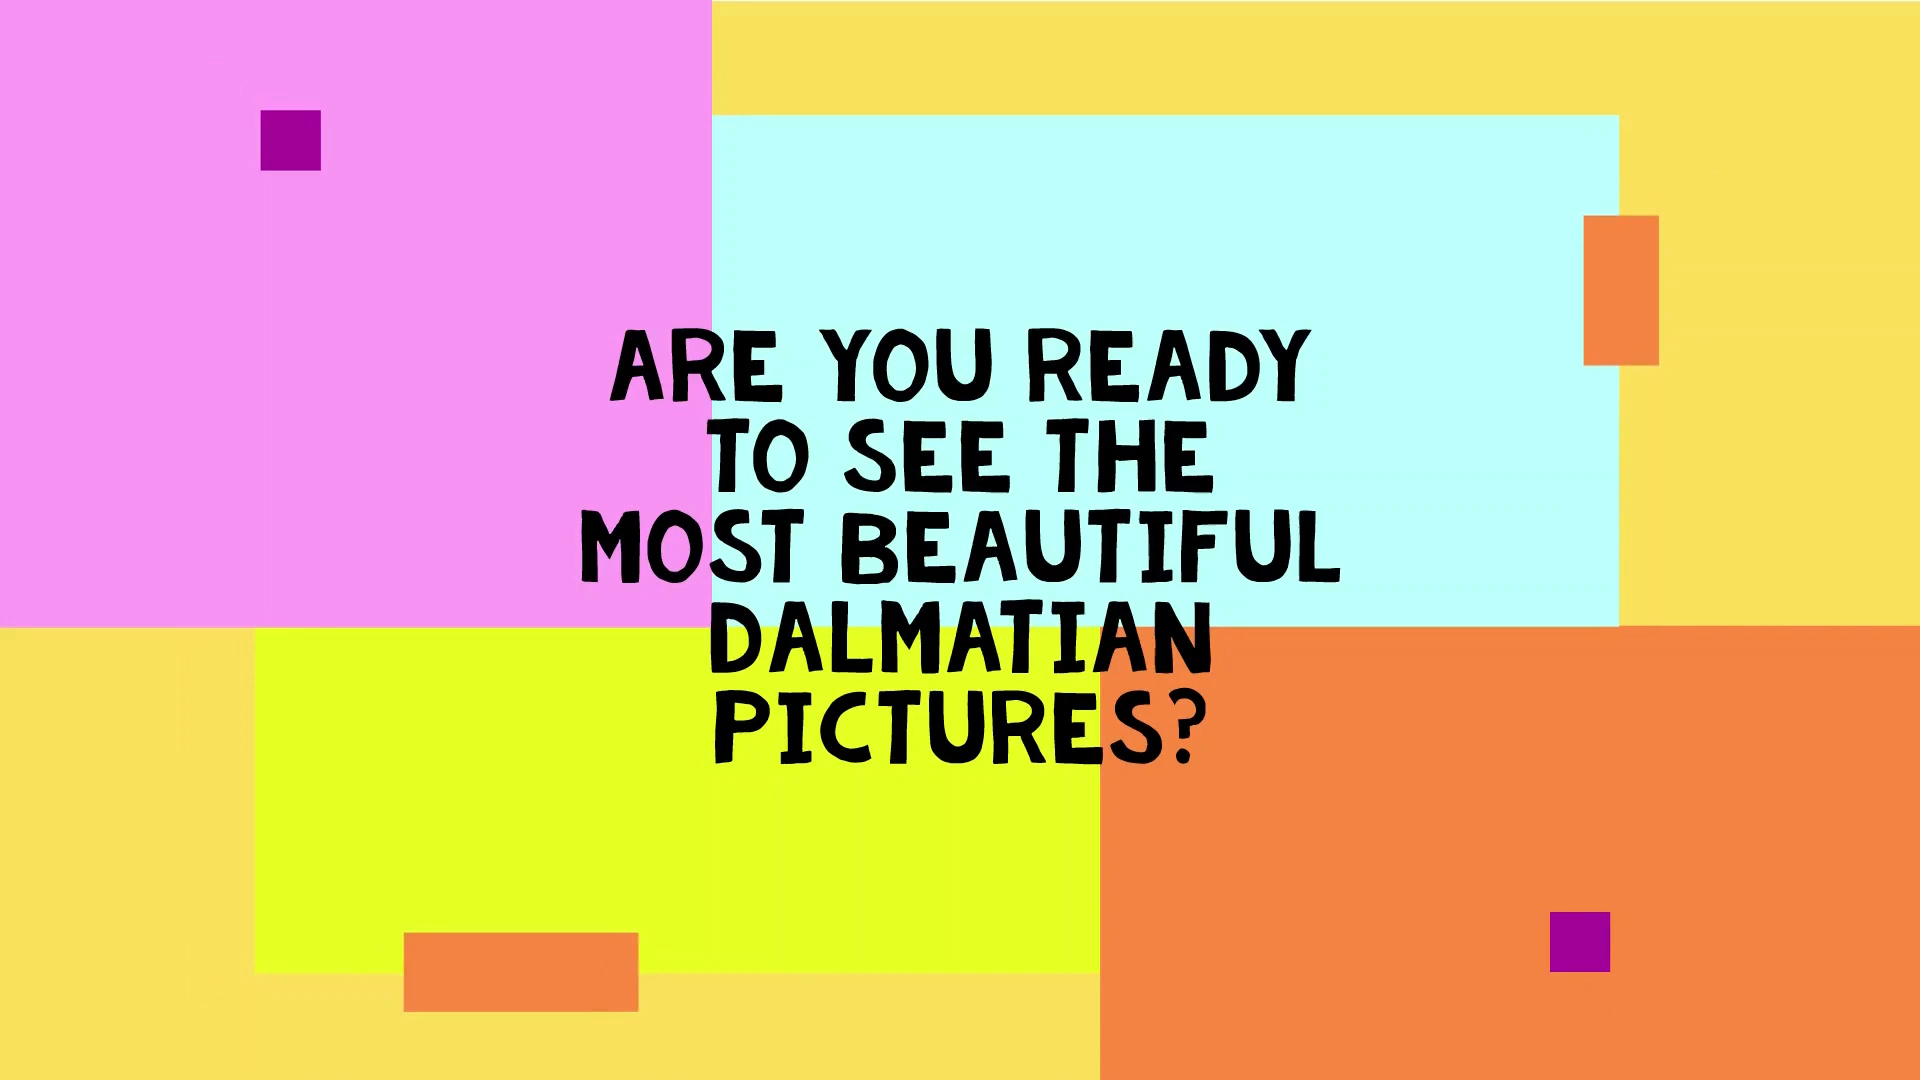 ARE YOU READY
TO SEE THE
MOST BEAUTIFUL
DALMATIAN
PICTURES?